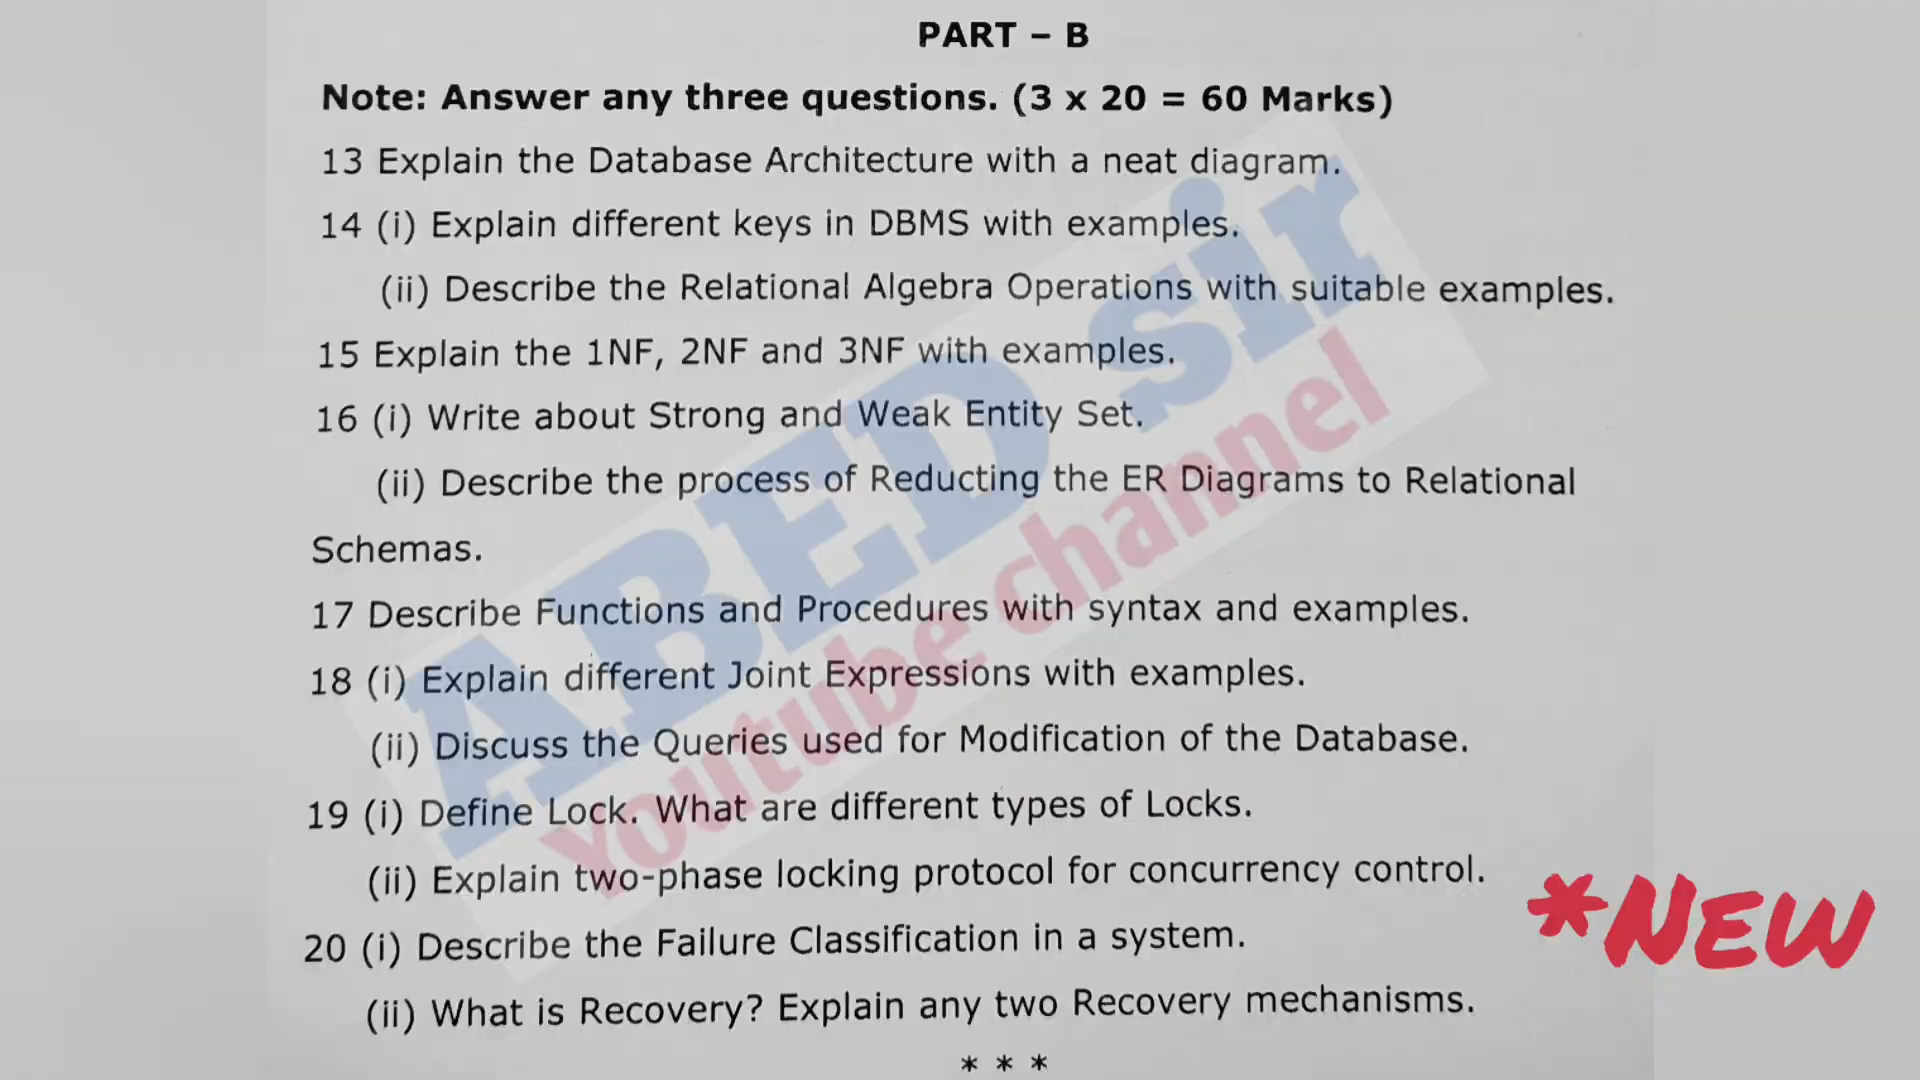 PART – B
Note: Answer any three questions. (3 x 20 = 60 Marks)
13 Explain the Database Architecture with a neat diagram.
14 (i) Explain different keys in DBMS with examples.
(ii) Describe the Relational Algebra Operations with suitable examples.
15 Explain the 1NF, 2NF and 3NF with examples.
16 (i) Write about Strong and Weak Entity Set.
(ii) Describe the process of Reducting the ER Diagrams to Relational
Schemas.
17 Describe Functions and Procedures with syntax and examples.
18 (i) Explain different Joint Expressions with examples.
(ii) Discuss the Queries used for Modification of the Database.
19 (i) Define Lock. What are different types of Locks.
(ii) Explain two-phase locking protocol for concurrency control.
20 (i) Describe the Failure Classification in a system.
(ii) What is Recovery? Explain any two Recovery mechanisms.
* * *
ABED sir
Youtube channel
*NEW